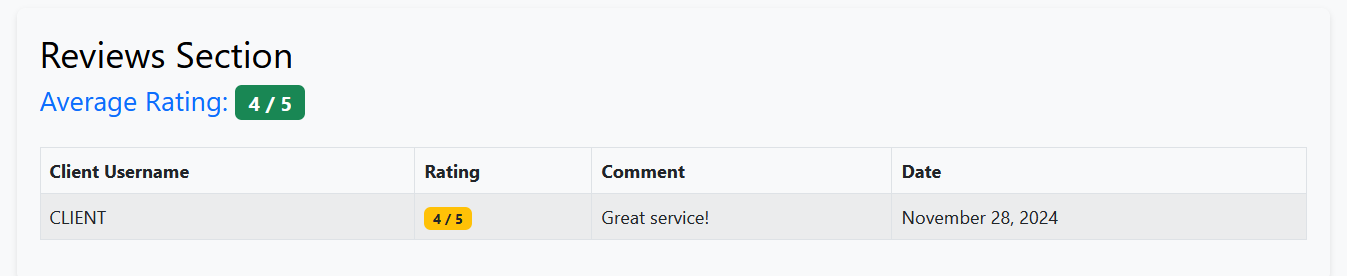 Reviews Section
Average Rating: 4 / 5
Client Username Rating Comment Date
CLIENT 4 / 5 Great service! November 28, 2024